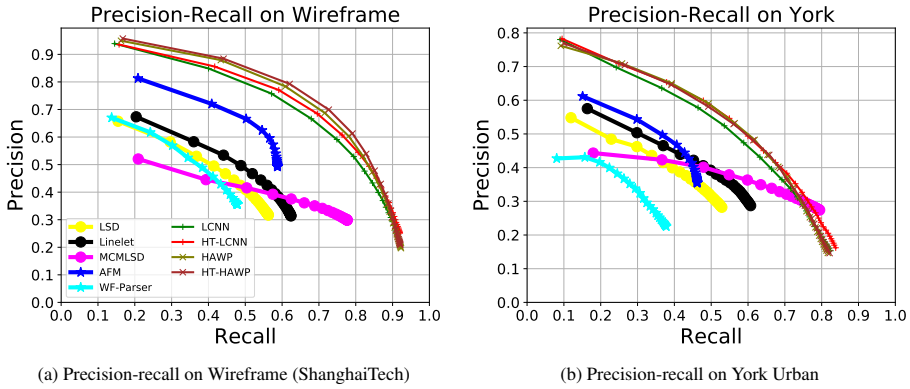 Precision-Recall on Wireframe
Precision
0.9
0.8
0.7
0.6
0.5
0.4
0.3
0.2
0.1
0.0
LSD
Linelet
MCMLSD
AFM
WF-Parser
LCNN
HT-LCNN
HAWP
HT-HAWP
0.0 0.1 0.2 0.3 0.4 0.5 0.6 0.7 0.8 0.9 1.0
Recall
(a) Precision-recall on Wireframe (ShanghaiTech)
Precision-Recall on York
Precision
0.8
0.7
0.6
0.5
0.4
0.3
0.2
0.1
0.0
0.0 0.1 0.2 0.3 0.4 0.5 0.6 0.7 0.8 0.9 1.0
Recall
(b) Precision-recall on York Urban